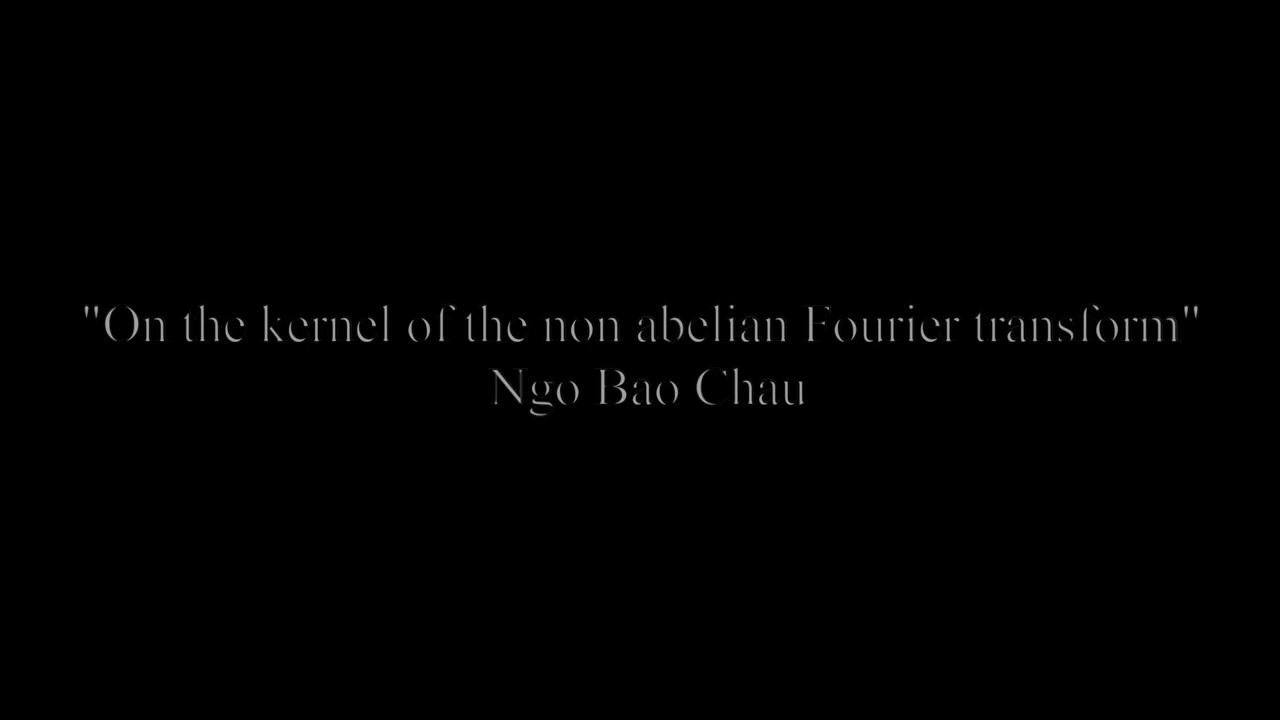 "On the kernel of the non abelian Fourier transform"
Ngo Bao Chau